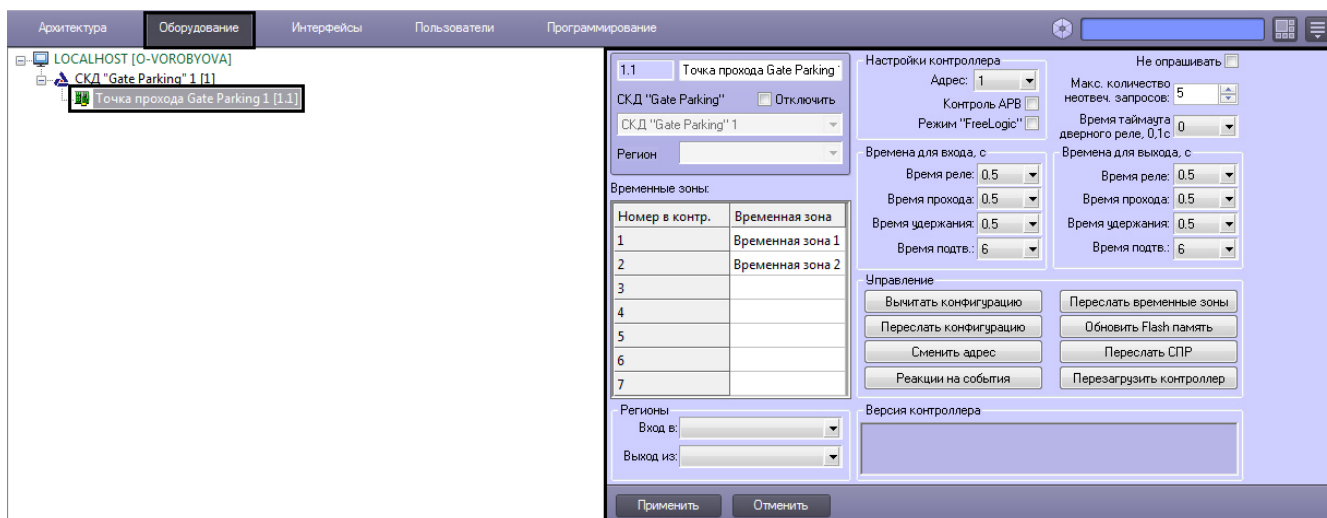 Архитектура Оборудование Интерфейсы Пользователи Программирование
LOCALHOST [O-VOROBYOVA]
СКД "Gate Parking" 1 [1]
Точка прохода Gate Parking 1 [1.1]
1.1 Точка прохода Gate Parking
СКД "Gate Parking" Отключить
СКД "Gate Parking" 1
Регион
Временные зоны:
Номер в контр. Временная зона
1 Временная зона 1
2 Временная зона 2
3
4
5
6
7
Регионы
Вход в:
Выход из:
Настройки контроллера
Адрес: 1
Контроль APB
Режим "FreeLogic"
Не опрашивать
Макс. количество
неотвеч. запросов: 5
Время таймаута
дверного реле, 0,1с 0
Времена для входа, с
Время реле: 0.5
Время прохода: 0.5
Время удержания: 0.5
Время подтв.: 6
Времена для выхода, с
Время реле: 0.5
Время прохода: 0.5
Время удержания: 0.5
Время подтв.: 6
Управление
Вычитать конфигурацию Переслать временные зоны
Переслать конфигурацию Обновить Flash память
Сменить адрес Переслать СПР
Реакции на события Перезагрузить контроллер
Версия контроллера
Применить Отменить